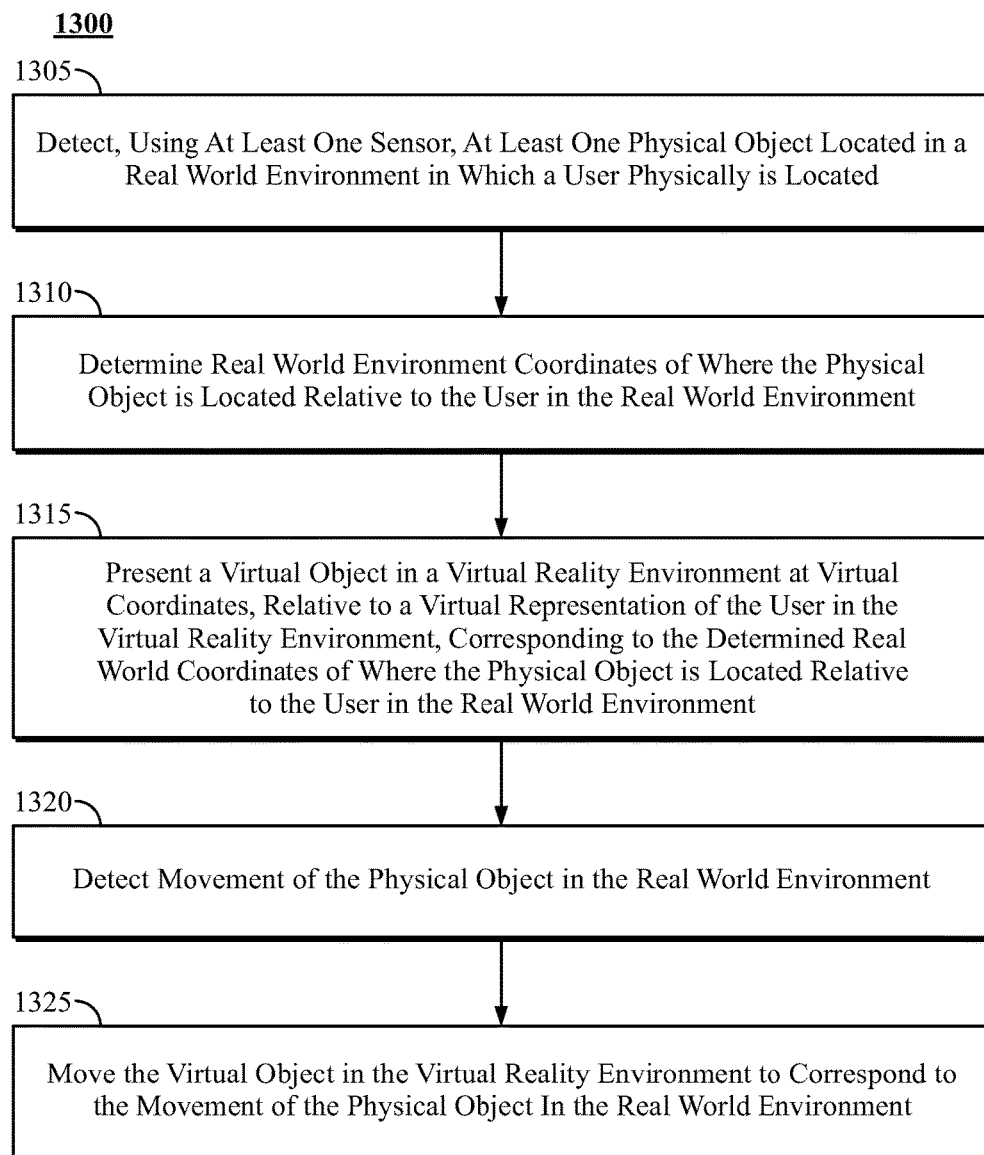 1300
1305
Detect, Using At Least One Sensor, At Least One Physical Object Located in a
Real World Environment in Which a User Physically is Located
1310
Determine Real World Environment Coordinates of Where the Physical
Object is Located Relative to the User in the Real World Environment
1315
Present a Virtual Object in a Virtual Reality Environment at Virtual
Coordinates, Relative to a Virtual Representation of the User in the
Virtual Reality Environment, Corresponding to the Determined Real
World Coordinates of Where the Physical Object is Located Relative
to the User in the Real World Environment
1320
Detect Movement of the Physical Object in the Real World Environment
1325
Move the Virtual Object in the Virtual Reality Environment to Correspond to
the Movement of the Physical Object In the Real World Environment